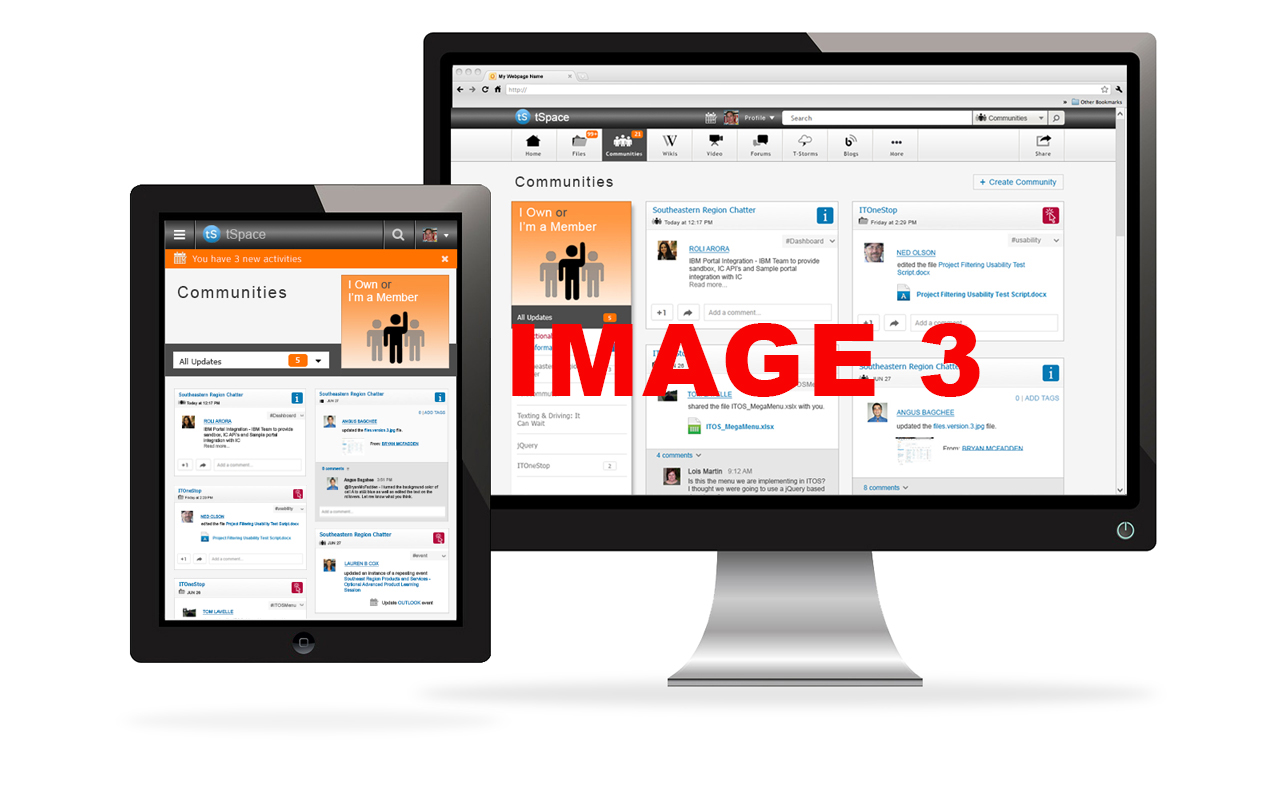 My Webpage Name
http://
Other Bookmarks
tS tSpace
Profile
Search
Communities
99+
21
Home
Files
Communities
Wikis
Video
Forums
T-Storms
Blogs
More
Share
Communities
+ Create Community
I Own or
I'm a Member
All Updates
5
Texting & Driving: It
Can Wait
jQuery
ITOneStop
2
Southeastern Region Chatter
Today at 12:17 PM
#Dashboard
ROLI ARORA
IBM Portal Integration - IBM Team to provide
sandbox, IC API's and Sample portal
integration with IC
Read more...
+1
Add a comment...
ITOneStop
Friday at 2:29 PM
#usability
NED OLSON
edited the file Project Filtering Usability Test
Script.docx
Project Filtering Usability Test Script.docx
Add a comment...
IMAGE 3
shared the file ITOS_MegaMenu.xslx with you.
ITOS_MegaMenu.xlsx
4 comments
Lois Martin 9:12 AM
Is this the menu we are implementing in ITOS?
I thought we were going to use a jQuery based
Southeastern Region Chatter
JUN 27
0 | ADD TAGS
ANGUS BAGCHEE
updated the files.version.3.jpg file.
From: BRYAN MCFADDEN
8 comments
tS tSpace
You have 3 new activities
Communities
I Own or
I'm a Member
All Updates
5
Southeastern Region Chatter
Today at 12:17 PM
#Dashboard
ROLI ARORA
IBM Portal Integration - IBM Team to provide
sandbox, IC API's and Sample portal
integration with IC
Read more...
+1
Add a comment...
ITOneStop
Friday at 2:29 PM
#usability
NED OLSON
edited the file Project Filtering Usability Test Script.docx
Project Filtering Usability Test Script.docx
+1
Add a comment...
ITOneStop
JUN 28
#ITOSMenu
TOM LAVELLE
Southeastern Region Chatter
JUN 27
0 | ADD TAGS
ANGUS BAGCHEE
updated the files.version.3.jpg file.
From: BRYAN MCFADDEN
8 comments
Angus Bagchee 3:51 PM
Add a comment...
Southeastern Region Chatter
JUN 27
#event
LAUREN B COX
updated an instance of a repeating event
Southeast Region Products and Services -
Optional Advanced Product Learning
Session
Update OUTLOOK event